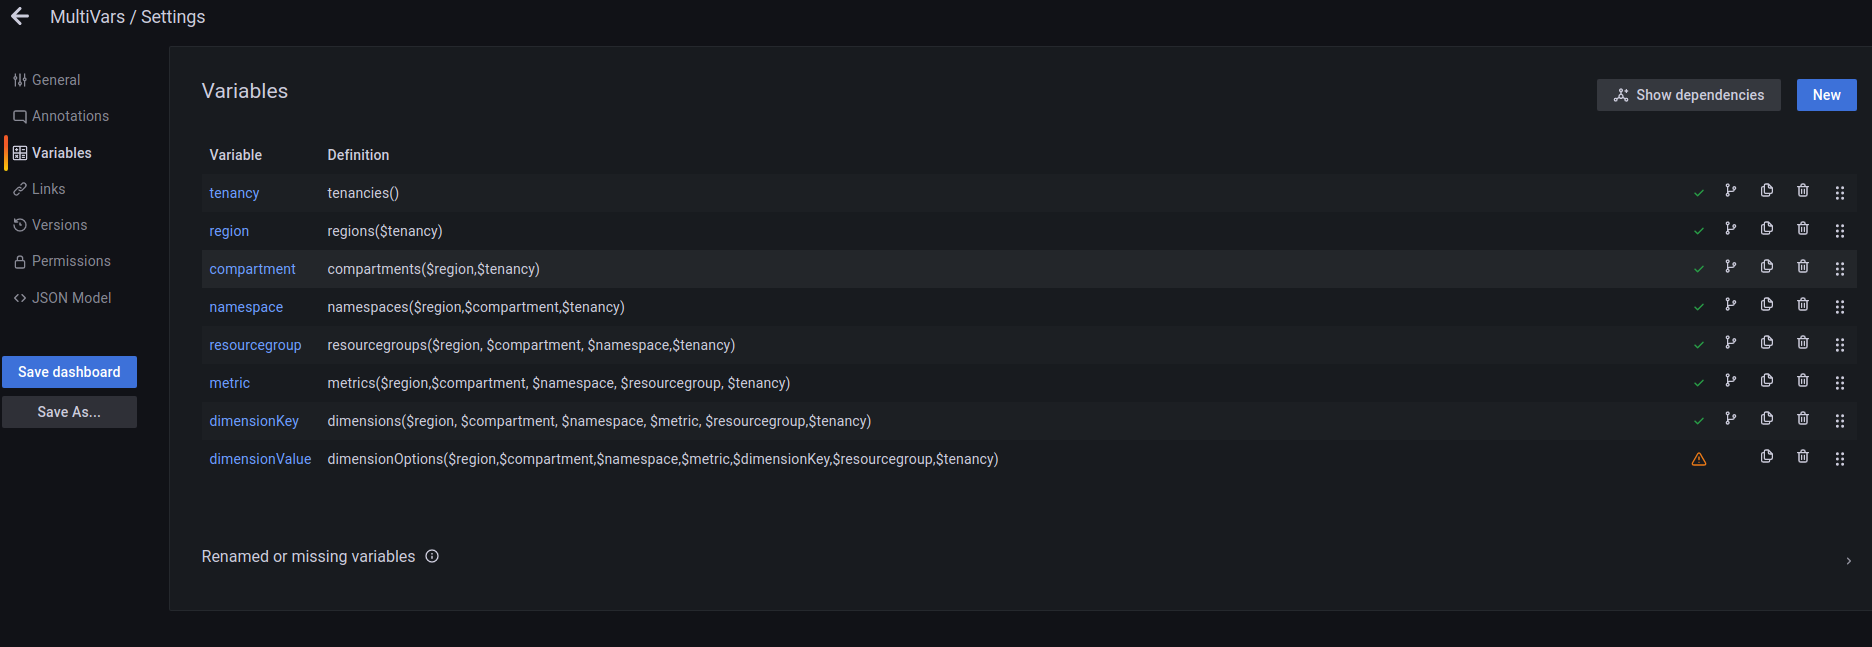 MultiVars / Settings
General
Annotations
Variables
Links
Versions
Permissions
JSON Model
Save dashboard
Save As...
Variables
Show dependencies
New
Variable Definition
tenancy tenancies()
region regions($tenancy)
compartment compartments($region,$tenancy)
namespace namespaces($region,$compartment,$tenancy)
resourcegroup resourcegroups($region, $compartment, $namespace,$tenancy)
metric metrics($region,$compartment, $namespace, $resourcegroup, $tenancy)
dimensionKey dimensions($region, $compartment, $namespace, $metric, $resourcegroup,$tenancy)
dimensionValue dimensionOptions($region,$compartment,$namespace,$metric,$dimensionKey,$resourcegroup,$tenancy)
Renamed or missing variables